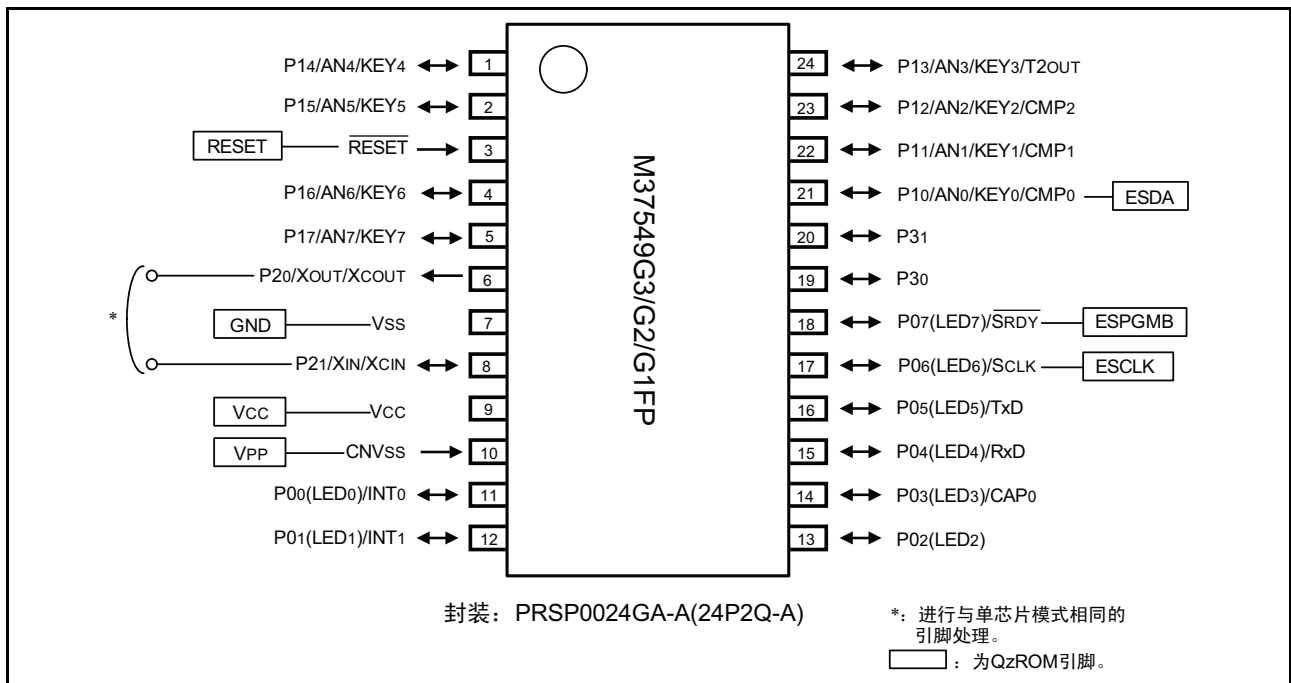 P14/AN4/KEY4 1
P15/AN5/KEY5 2
RESET RESET 3
P16/AN6/KEY6 4
P17/AN7/KEY7 5
P20/XOUT/XCOUT 6
*
GND VSS 7
P21/XIN/XCIN 8
VCC VCC 9
VPP CNVSS 10
P00(LED0)/INT0 11
P01(LED1)/INT1 12
M37549G3/G2/G1FP
24 P13/AN3/KEY3/T2OUT
23 P12/AN2/KEY2/CMP2
22 P11/AN1/KEY1/CMP1
21 P10/AN0/KEY0/CMP0 ESDA
20 P31
19 P30
18 P07(LED7)/SRDY ESPGMB
17 P06(LED6)/SCLK ESCLK
16 P05(LED5)/TxD
15 P04(LED4)/RxD
14 P03(LED3)/CAP0
13 P02(LED2)
封装：PRSP0024GA-A(24P2Q-A)
*：进行与单芯片模式相同的
引脚处理。
：为QzROM引脚。